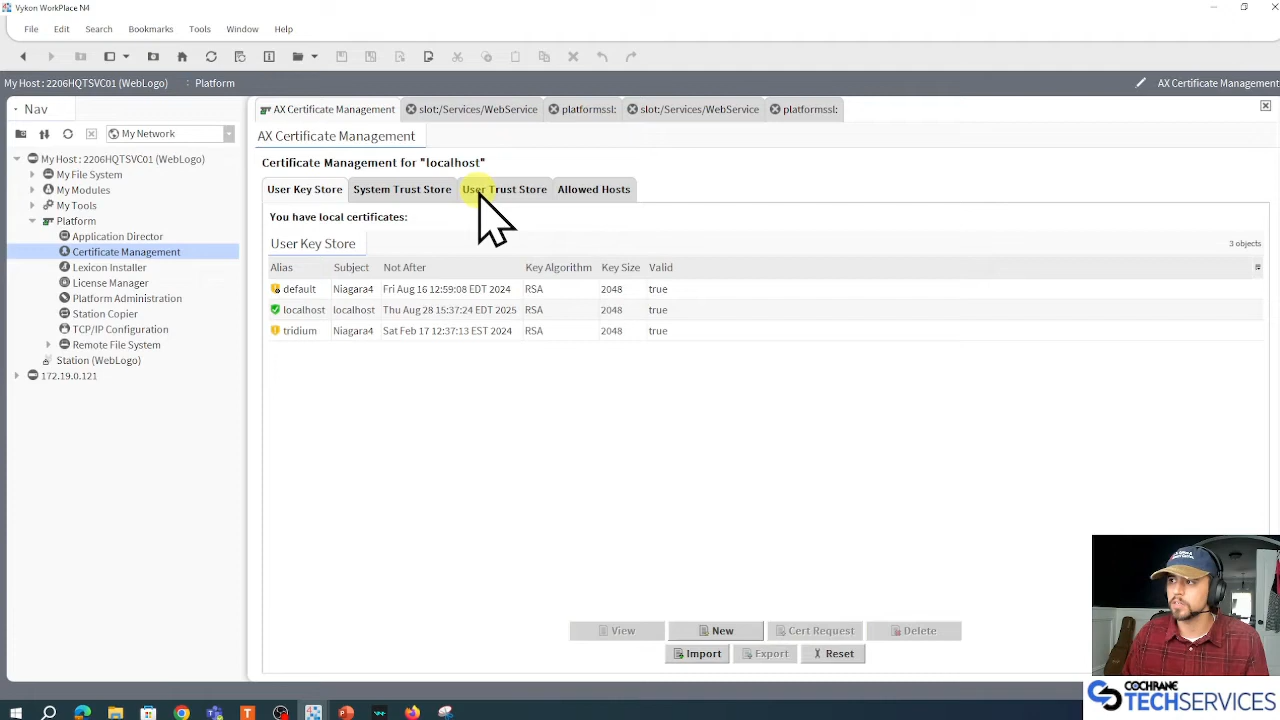 Vykon WorkPlace N4
File Edit Search Bookmarks Tools Window Help
My Host : 2206HQTSVC01 (WebLogo) : Platform AX Certificate Management
Nav
My Network
My Host : 2206HQTSVC01 (WebLogo)
My File System
My Modules
My Tools
Platform
Application Director
Certificate Management
Lexicon Installer
License Manager
Platform Administration
Station Copier
TCP/IP Configuration
Remote File System
Station (WebLogo)
172.19.0.121
AX Certificate Management slot:/Services/WebService platformssl: slot:/Services/WebService platformssl:
AX Certificate Management
Certificate Management for "localhost"
User Key Store System Trust Store User Trust Store Allowed Hosts
You have local certificates:
User Key Store 3 objects
Alias Subject Not After Key Algorithm Key Size Valid
default Niagara4 Fri Aug 16 12:59:08 EDT 2024 RSA 2048 true
localhost localhost Thu Aug 28 15:37:24 EDT 2025 RSA 2048 true
tridium Niagara4 Sat Feb 17 12:37:13 EST 2024 RSA 2048 true
View New Cert Request Delete
Import Export Reset
COCHRANE
TECHSERVICES